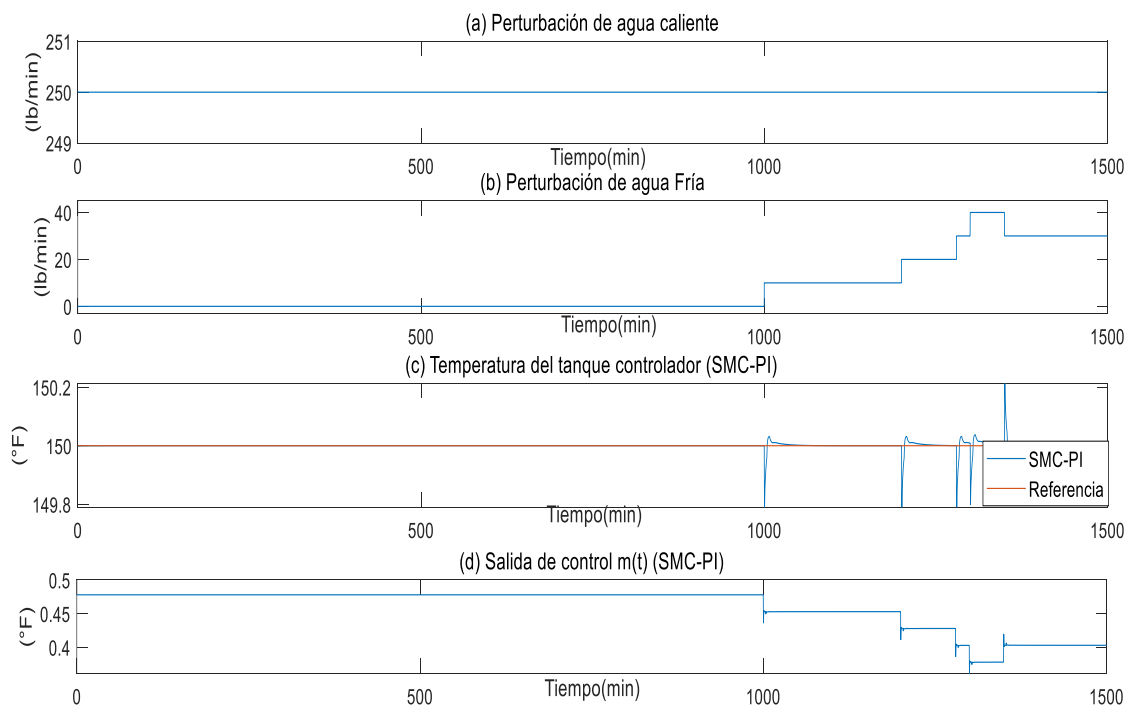 (a) Perturbación de agua caliente
251
250
249
(lb/min)
0 500 1000 1500
Tiempo(min)
(b) Perturbación de agua Fría
40
20
0
(lb/min)
0 500 1000 1500
Tiempo(min)
(c) Temperatura del tanque controlador (SMC-PI)
150.2
150
149.8
(°F)
SMC-PI
Referencia
0 500 1000 1500
Tiempo(min)
(d) Salida de control m(t) (SMC-PI)
0.5
0.45
0.4
(°F)
0 500 1000 1500
Tiempo(min)